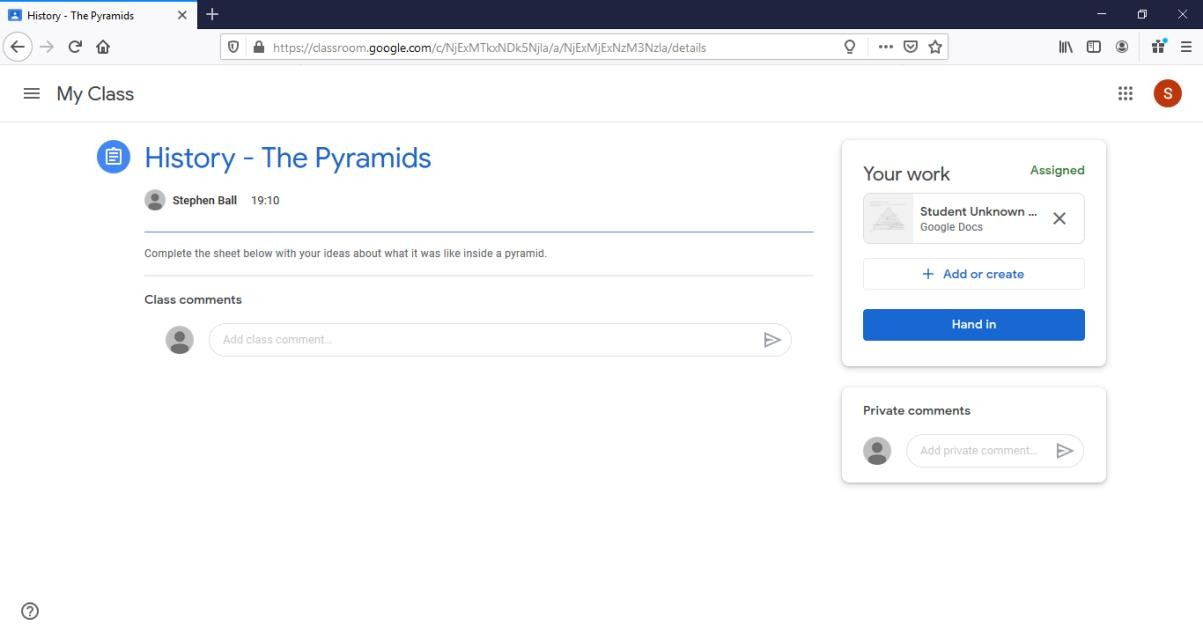 History - The Pyramids
https://classroom.google.com/c/NjExMTkxNDk5Njla/a/NjExMjExNzM3Nzla/details
My Class
S
History - The Pyramids
Stephen Ball 19:10
Complete the sheet below with your ideas about what it was like inside a pyramid.
Class comments
Add class comment...
Your work
Assigned
Student Unknown ...
Google Docs
+ Add or create
Hand in
Private comments
Add private comment...